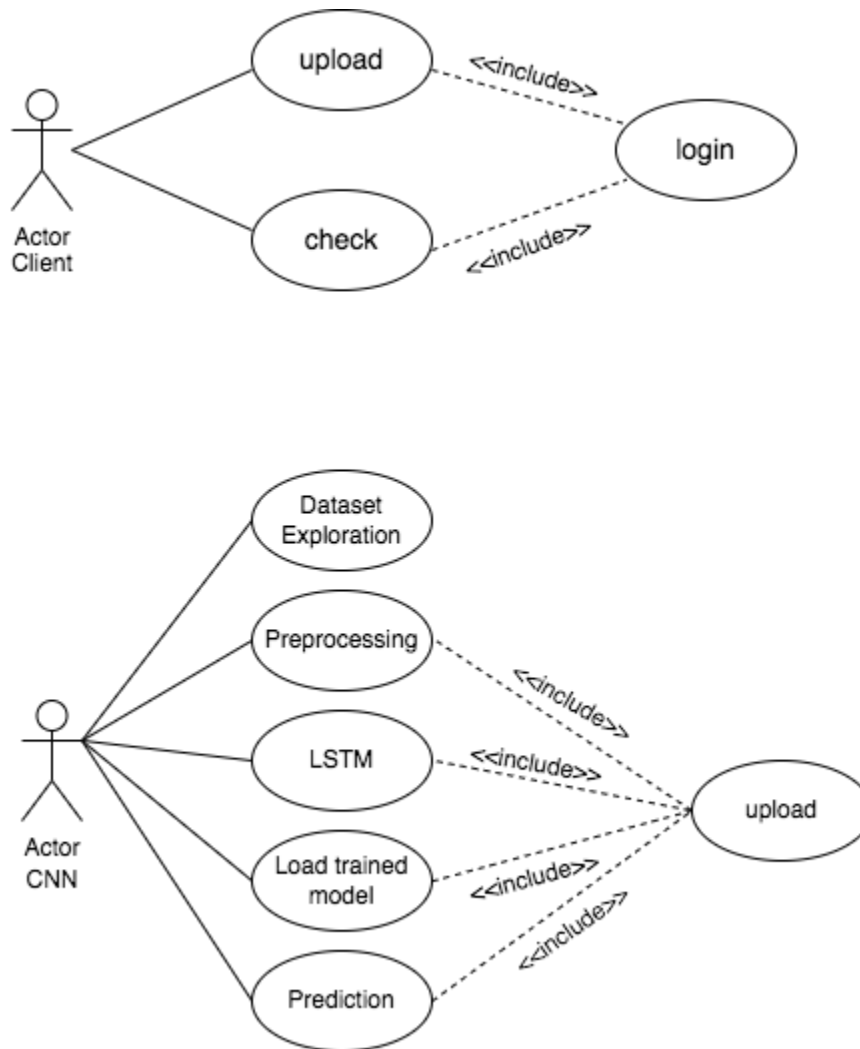 upload
<<include>>
login
Actor
Client
check
<<include>>
Dataset
Exploration
Preprocessing
<<include>>
LSTM
<<include>>
upload
Actor
CNN
Load trained
model
<<include>>
<<include>>
Prediction